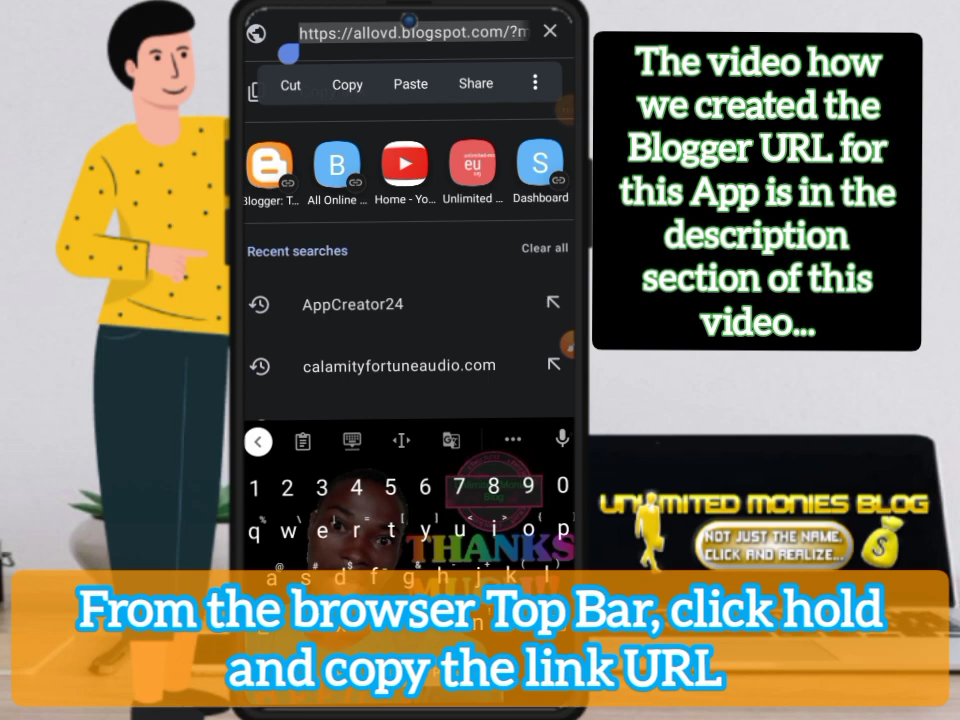 https://allovd.blogspot.com/?m
Cut Copy Paste Share
Blogger: T... All Online ... Home - Yo... Unlimited ... Dashboard
Recent searches Clear all
AppCreator24
calamityfortuneaudio.com
1 2 3 4 5 6 7 8 9 0
q w e r t y u i o p
a s d f g h j k l
THANKS
The video how
we created the
Blogger URL for
this App is in the
description
section of this
video...
UNLIMITED MONIES BLOG
NOT JUST THE NAME,
CLICK AND REALIZE...
From the browser Top Bar, click hold
and copy the link URL